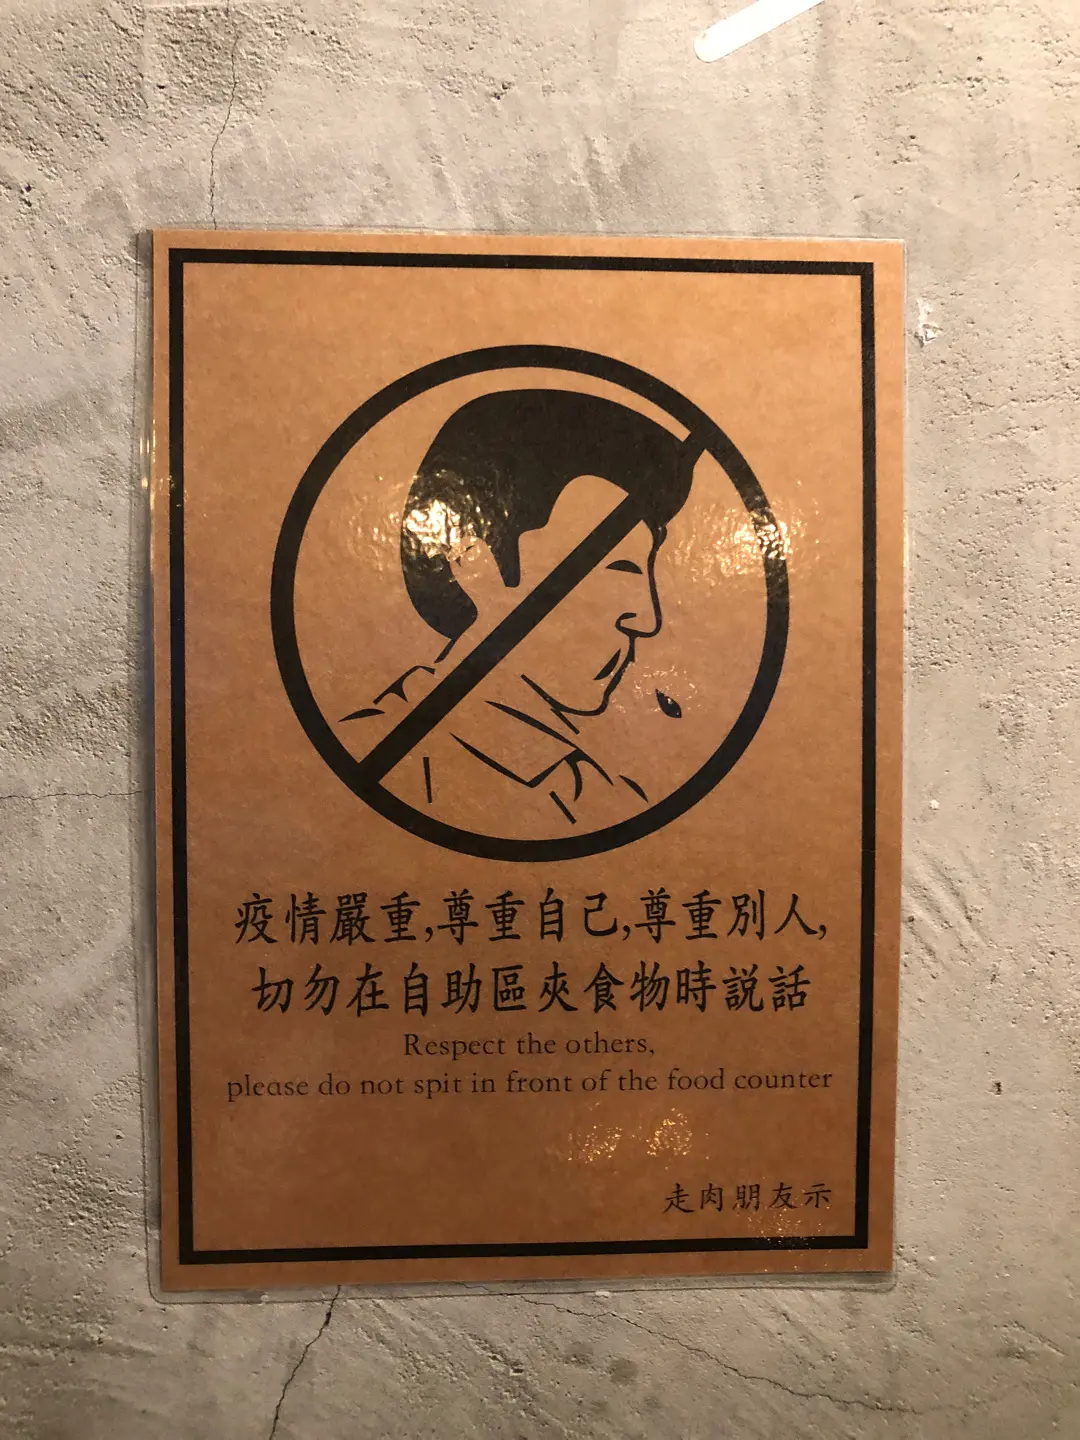 疫情嚴重,尊重自己,尊重別人,
切勿在自助區夾食物時説話
Respect the others,
please do not spit in front of the food counter
走肉朋友示